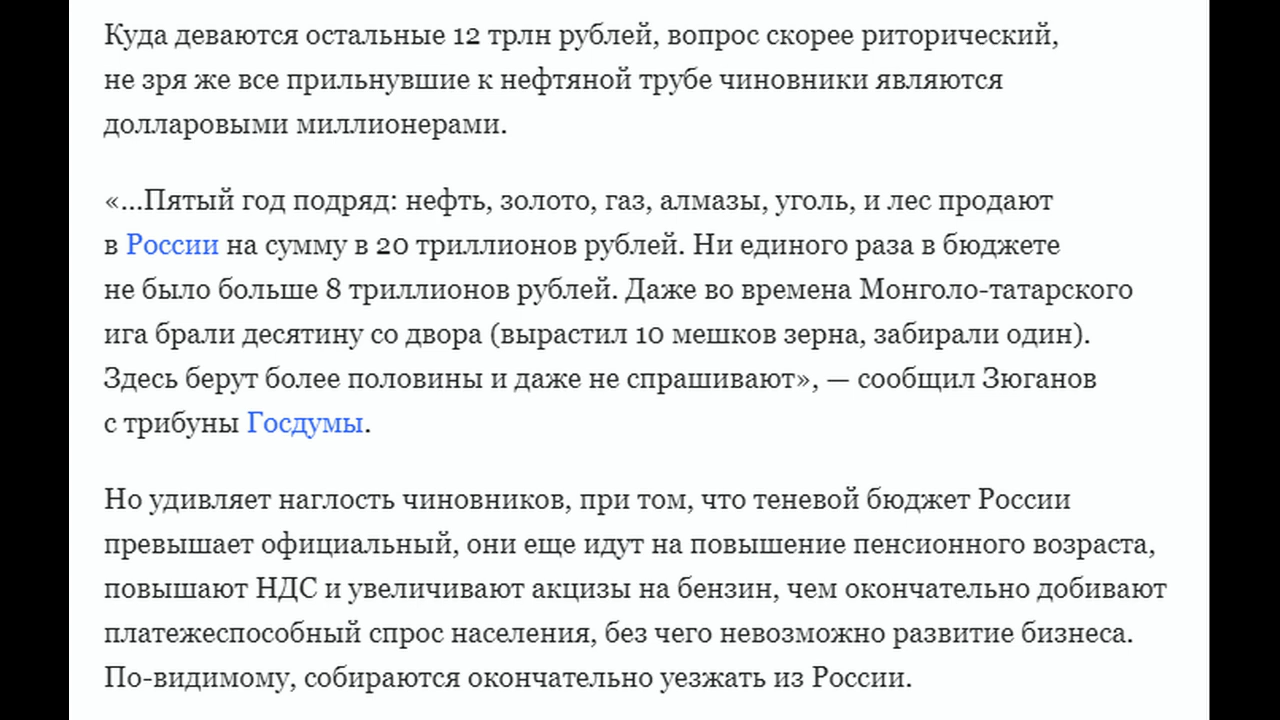 Куда деваются остальные 12 трлн рублей, вопрос скорее риторический,
не зря же все прильнувшие к нефтяной трубе чиновники являются
долларовыми миллионерами.
«...Пятый год подряд: нефть, золото, газ, алмазы, уголь, и лес продают
в России на сумму в 20 триллионов рублей. Ни единого раза в бюджете
не было больше 8 триллионов рублей. Даже во времена Монголо-татарского
ига брали десятину со двора (вырастил 10 мешков зерна, забирали один).
Здесь берут более половины и даже не спрашивают», — сообщил Зюганов
с трибуны Госдумы.
Но удивляет наглость чиновников, при том, что теневой бюджет России
превышает официальный, они еще идут на повышение пенсионного возраста,
повышают НДС и увеличивают акцизы на бензин, чем окончательно добивают
платежеспособный спрос населения, без чего невозможно развитие бизнеса.
По-видимому, собираются окончательно уезжать из России.